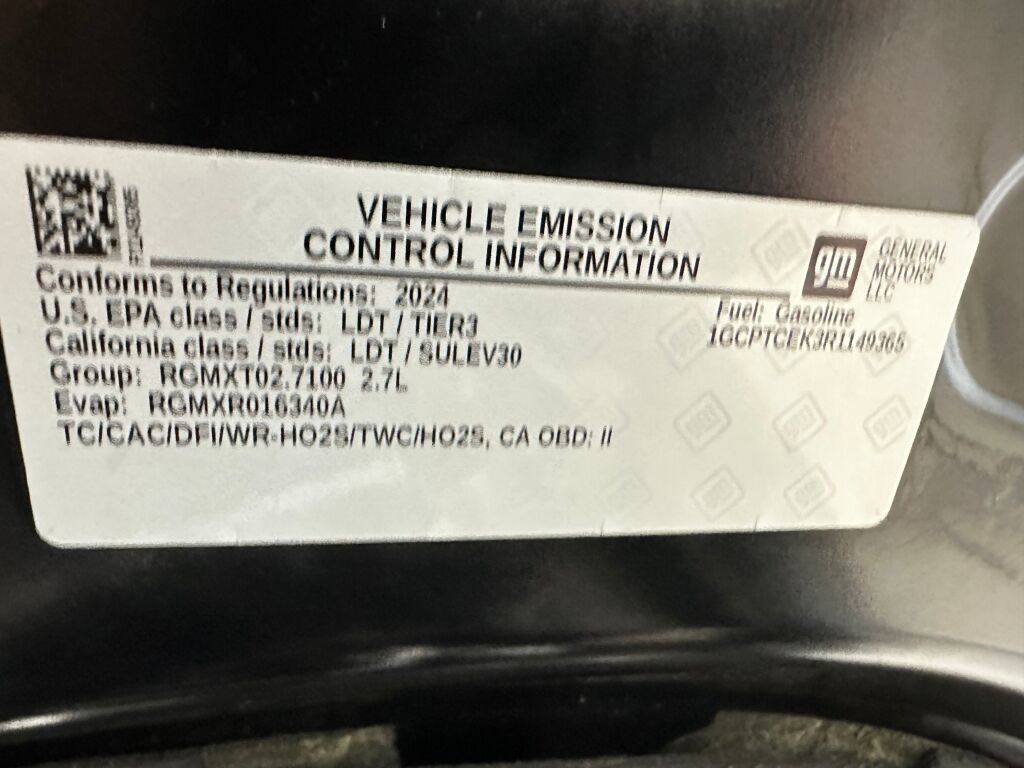 VEHICLE EMISSION
CONTROL INFORMATION
gm
GENERAL
MOTORS
LLC
Conforms to Regulations: 2024
U.S. EPA class / stds: LDT / TIER3
California class / stds: LDT / SULEV30
Group: RGMXT02.7100 2.7L
Evap: RGMXR016340A
TC/CAC/DFI/WR-HO2S/TWC/HO2S, CA OBD: II
Fuel: Gasoline
1GCPTCEK3R1149365